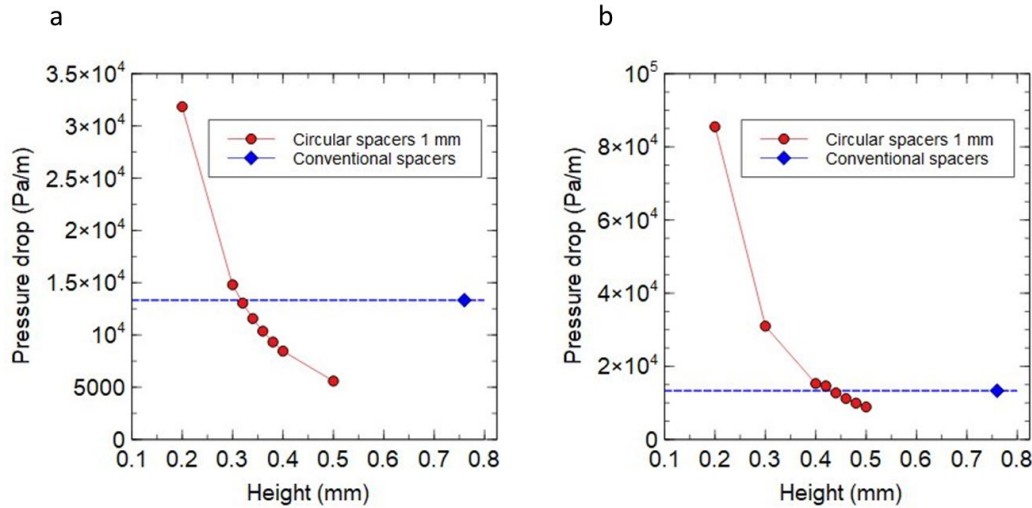 a
3.5×10⁴
3×10⁴
2.5×10⁴
2×10⁴
1.5×10⁴
10⁴
5000
0
Pressure drop (Pa/m)
Circular spacers 1 mm
Conventional spacers
0.1 0.2 0.3 0.4 0.5 0.6 0.7 0.8
Height (mm)
b
10⁵
8×10⁴
6×10⁴
4×10⁴
2×10⁴
0
Pressure drop (Pa/m)
Circular spacers 1 mm
Conventional spacers
0.1 0.2 0.3 0.4 0.5 0.6 0.7 0.8
Height (mm)